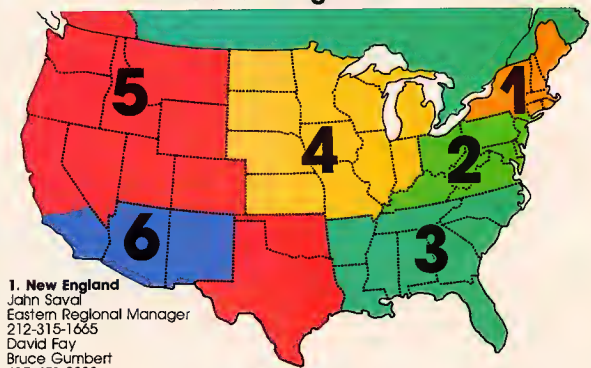 5
1
4
2
6
3
1. New England
Jahn Saval
Eastern Regional Manager
212-315-1665
David Fay
Bruce Gumbert